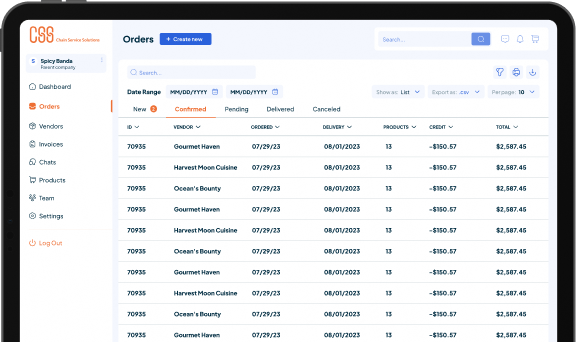 CSS Chain Service Solutions
S Spicy Banda
Parent company
Dashboard
Orders
Vendors
Invoices
Chats
Products
Team
Settings
Log Out
Orders + Create new Search...
Search...
Date Range MM/DD/YYYY MM/DD/YYYY Show as: List Export as: .csv Per page: 10
New 2 Confirmed Pending Delivered Canceled
ID VENDOR ORDERED DELIVERY PRODUCTS CREDIT TOTAL
70935 Gourmet Haven 07/29/23 08/01/2023 13 -$150.57 $2,587.45
70935 Harvest Moon Cuisine 07/29/23 08/01/2023 13 -$150.57 $2,587.45
70935 Ocean's Bounty 07/29/23 08/01/2023 13 -$150.57 $2,587.45
70935 Gourmet Haven 07/29/23 08/01/2023 13 -$150.57 $2,587.45
70935 Harvest Moon Cuisine 07/29/23 08/01/2023 13 -$150.57 $2,587.45
70935 Ocean's Bounty 07/29/23 08/01/2023 13 -$150.57 $2,587.45
70935 Gourmet Haven 07/29/23 08/01/2023 13 -$150.57 $2,587.45
70935 Harvest Moon Cuisine 07/29/23 08/01/2023 13 -$150.57 $2,587.45
70935 Ocean's Bounty 07/29/23 08/01/2023 13 -$150.57 $2,587.45
70935 Gourmet Haven 07/29/23 08/01/2023 13 -$150.57 $2,587.45